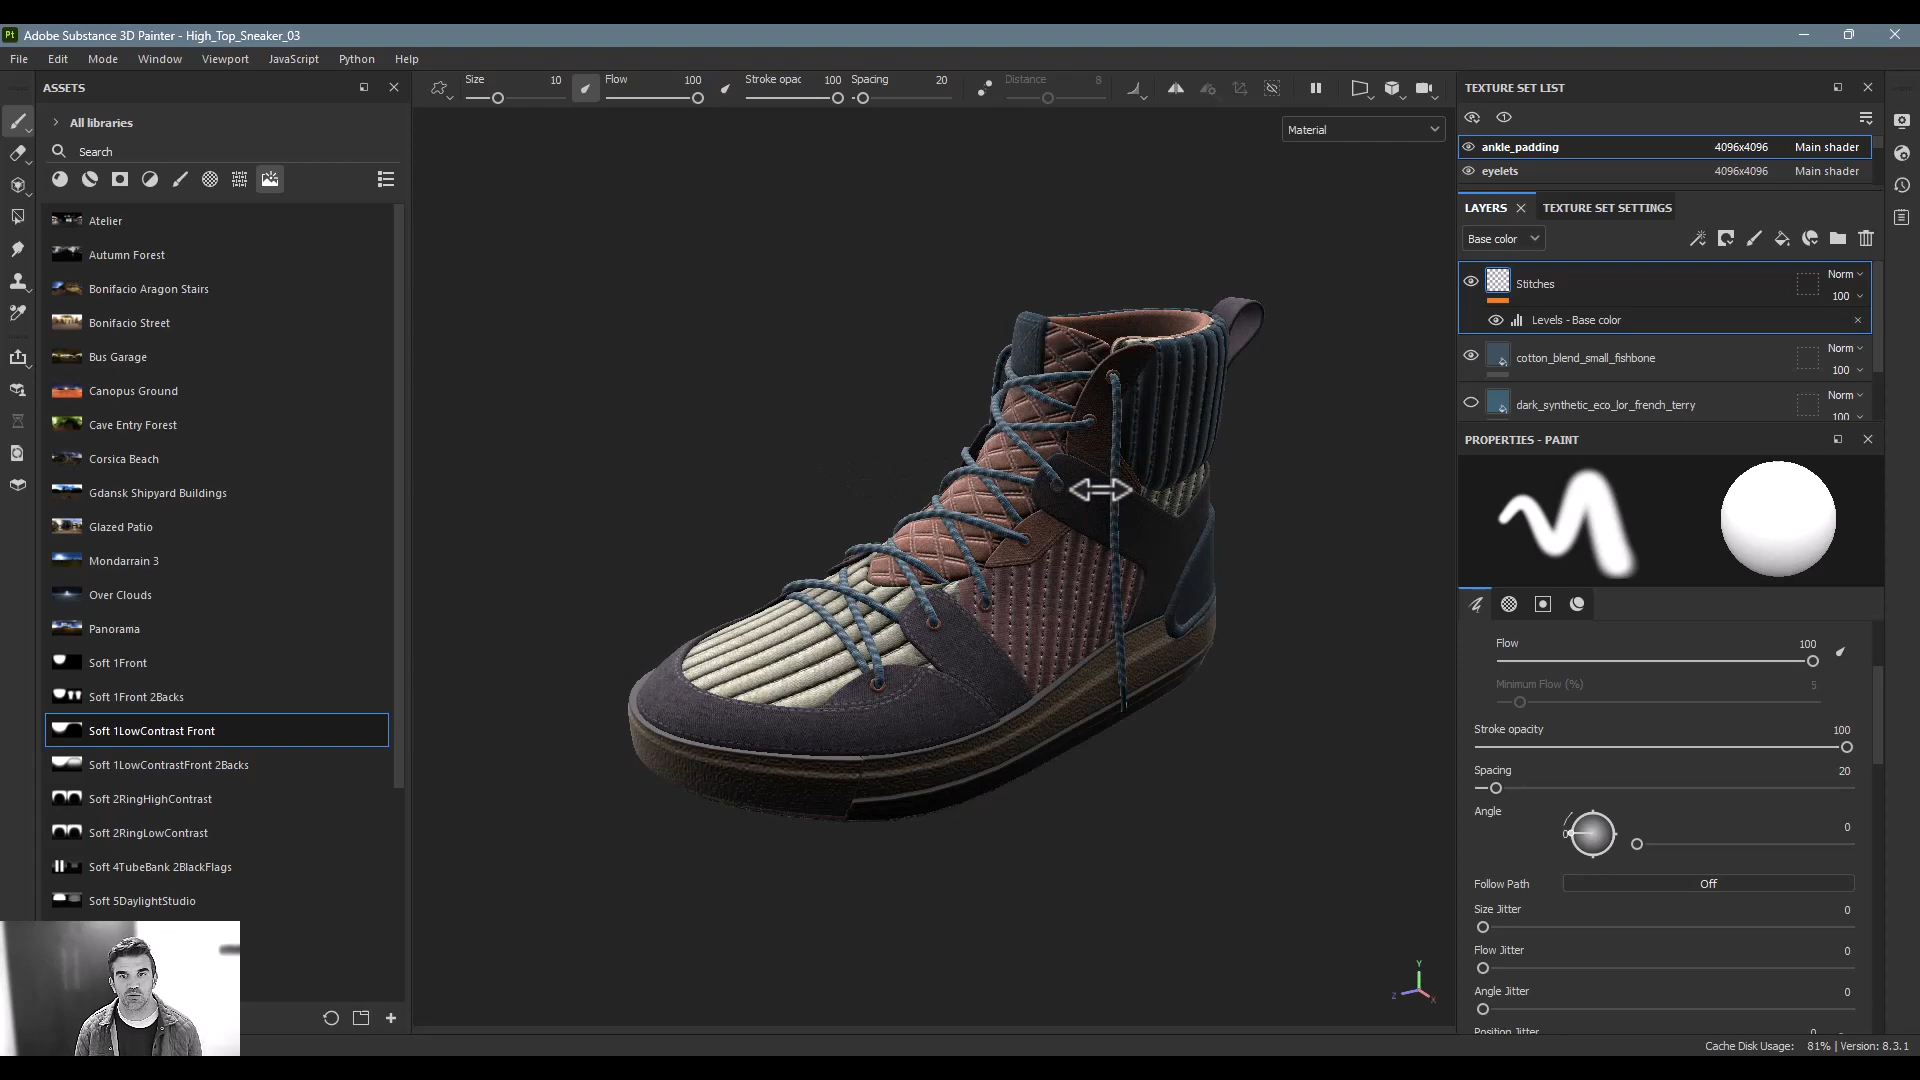 Pt Adobe Substance 3D Painter - High_Top_Sneaker_03
File Edit Mode Window Viewport JavaScript Python Help
ASSETS
All libraries
Search
Atelier
Autumn Forest
Bonifacio Aragon Stairs
Bonifacio Street
Bus Garage
Canopus Ground
Cave Entry Forest
Corsica Beach
Gdansk Shipyard Buildings
Glazed Patio
Mondarrain 3
Over Clouds
Panorama
Soft 1Front
Soft 1Front 2Backs
Soft 1LowContrast Front
Soft 1LowContrastFront 2Backs
Soft 2RingHighContrast
Soft 2RingLowContrast
Soft 4TubeBank 2BlackFlags
Soft 5DaylightStudio
Size 10 Flow 100 Stroke opac 100 Spacing 20 Distance 8
Material
Y
Z X
TEXTURE SET LIST
ankle_padding 4096x4096 Main shader
eyelets 4096x4096 Main shader
LAYERS TEXTURE SET SETTINGS
Base color
Stitches Norm
100
Levels - Base color
cotton_blend_small_fishbone Norm
100
dark_synthetic_eco_lor_french_terry Norm
100
PROPERTIES - PAINT
Flow 100
Minimum Flow (%) 5
Stroke opacity 100
Spacing 20
Angle
0 0
Follow Path Off
Size Jitter 0
Flow Jitter 0
Angle Jitter 0
Position Jitter 0
Cache Disk Usage: 81% | Version: 8.3.1